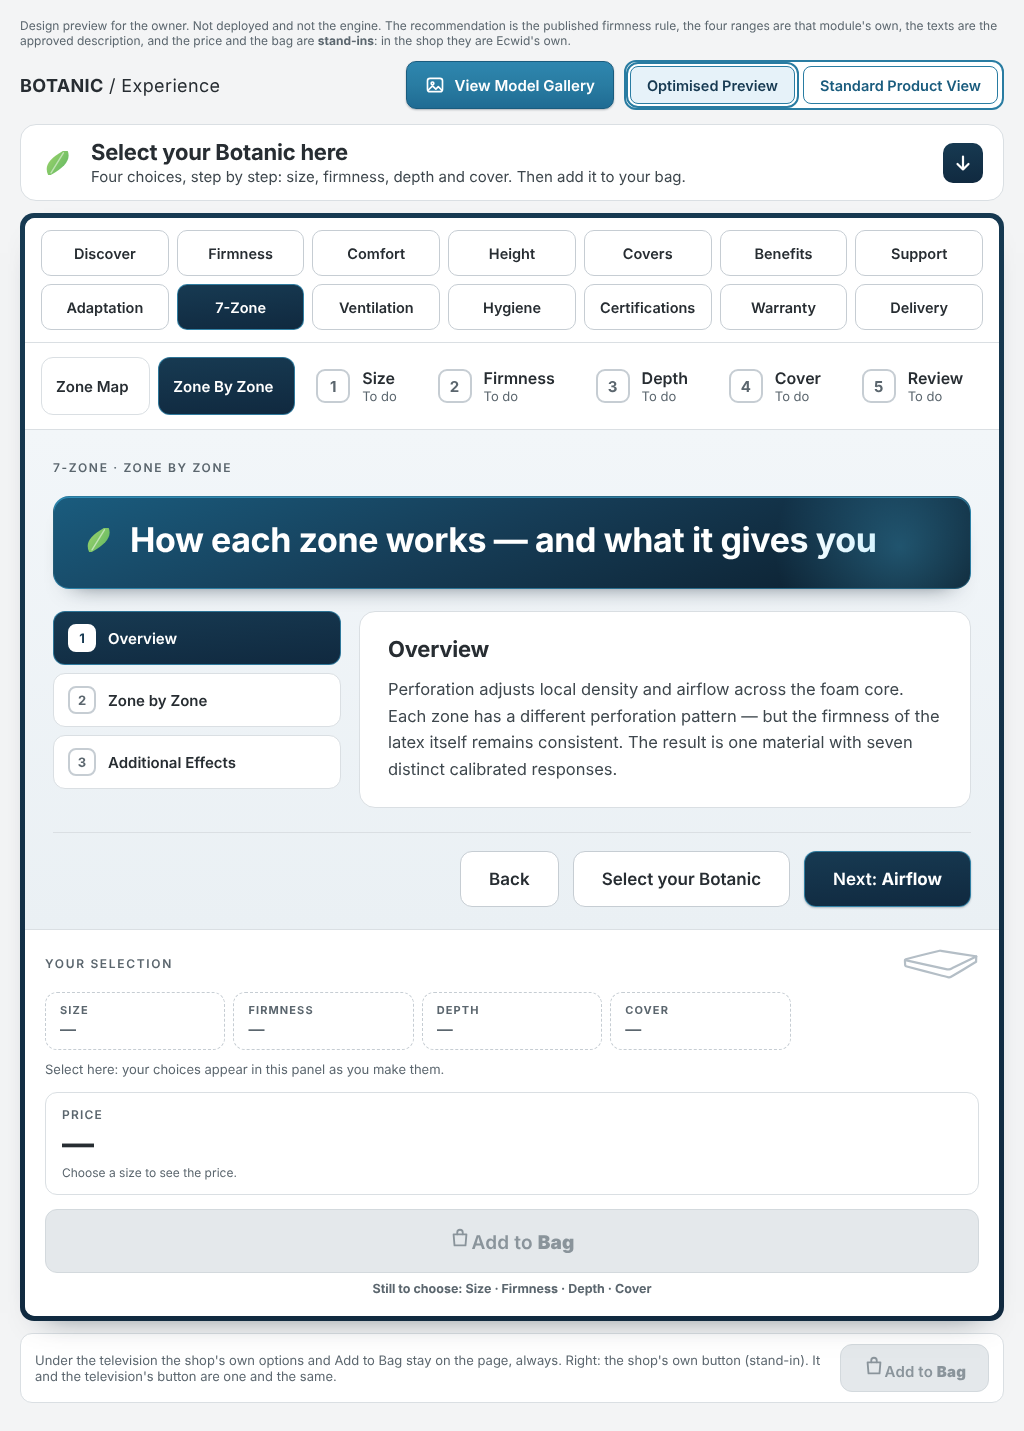 Design preview for the owner. Not deployed and not the engine. The recommendation is the published firmness rule, the four ranges are that module's own, the texts are the
approved description, and the price and the bag are stand-ins: in the shop they are Ecwid's own.
BOTANIC / Experience
View Model Gallery
Optimised Preview
Standard Product View
Select your Botanic here
Four choices, step by step: size, firmness, depth and cover. Then add it to your bag.
Discover
Firmness
Comfort
Height
Covers
Benefits
Support
Adaptation
7-Zone
Ventilation
Hygiene
Certifications
Warranty
Delivery
Zone Map
Zone By Zone
1
Size
To do
2
Firmness
To do
3
Depth
To do
4
Cover
To do
5
Review
To do
7-ZONE · ZONE BY ZONE
How each zone works — and what it gives you
1
Overview
2
Zone by Zone
3
Additional Effects
Overview
Perforation adjusts local density and airflow across the foam core.
Each zone has a different perforation pattern — but the firmness of the
latex itself remains consistent. The result is one material with seven
distinct calibrated responses.
Back
Select your Botanic
Next: Airflow
YOUR SELECTION
SIZE
—
FIRMNESS
—
DEPTH
—
COVER
—
Select here: your choices appear in this panel as you make them.
PRICE
—
Choose a size to see the price.
Add to Bag
Still to choose: Size · Firmness · Depth · Cover
Under the television the shop's own options and Add to Bag stay on the page, always. Right: the shop's own button (stand-in). It
and the television's button are one and the same.
Add to Bag